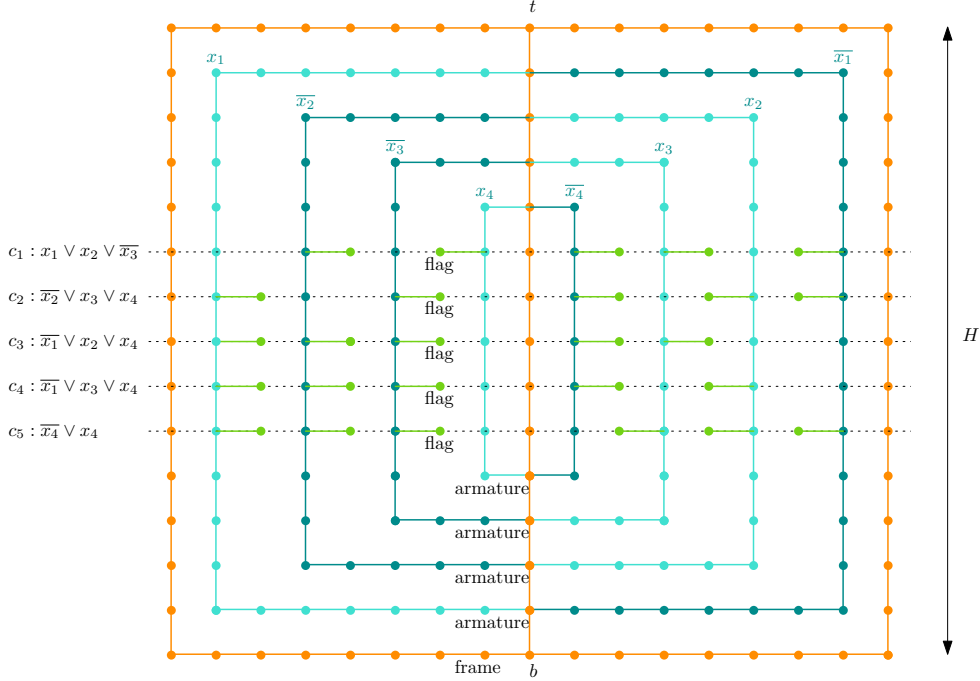 t
x₁ x̅₁
x̅₂ x₂
x̅₃ x₃
x₄ x̅₄
c₁ : x₁ ∨ x₂ ∨ x̅₃
flag
c₂ : x̅₂ ∨ x₃ ∨ x₄
flag
c₃ : x̅₁ ∨ x₂ ∨ x₄
H
flag
c₄ : x̅₁ ∨ x₃ ∨ x₄
flag
c₅ : x̅₄ ∨ x₄
flag
armature
armature
armature
armature
frame b